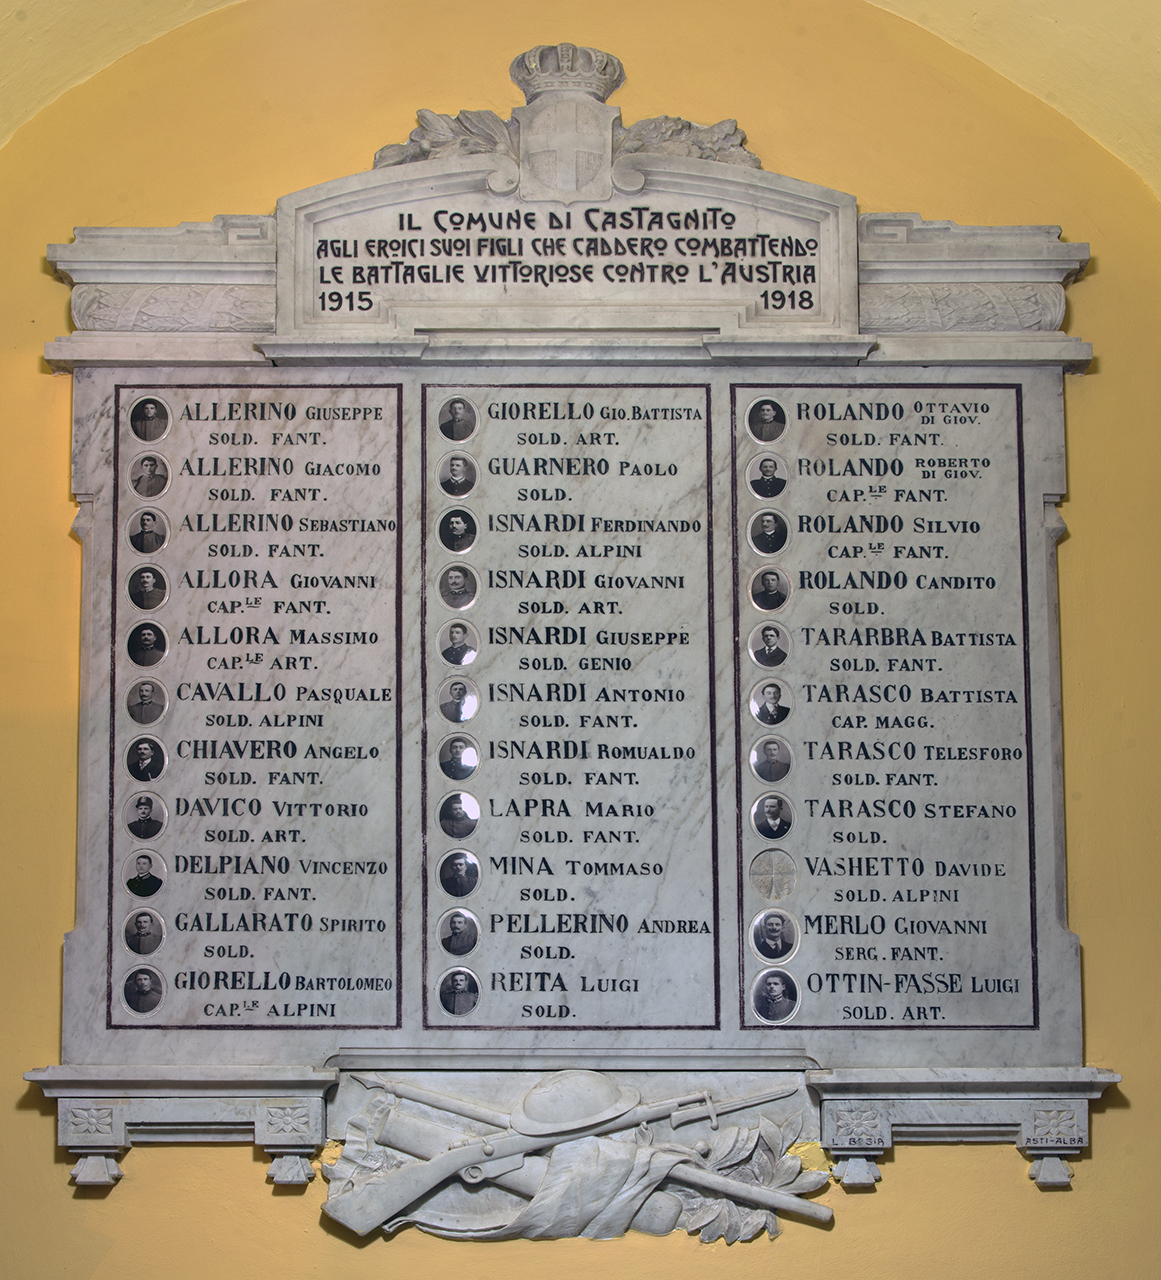 IL COMUNE DI CASTAGNITO
AGLI EROICI SUOI FIGLI CHE CADDERO COMBATTENDO
LE BATTAGLIE VITTORIOSE CONTRO L'AUSTRIA
1915 1918
ALLERINO GIUSEPPE
SOLD. FANT.
ALLERINO GIACOMO
SOLD. FANT.
ALLERINO SEBASTIANO
SOLD. FANT.
ALLORA GIOVANNI
CAP.LE FANT.
ALLORA MASSIMO
CAP.LE ART.
CAVALLO PASQUALE
SOLD. ALPINI
CHIAVERO ANGELO
SOLD. FANT.
DAVICO VITTORIO
SOLD. ART.
DELPIANO VINCENZO
SOLD. FANT.
GALLARATO SPIRITO
SOLD.
GIORELLO BARTOLOMEO
CAP.LE ALPINI
GIORELLO GIO.BATTISTA
SOLD. ART.
GUARNERO PAOLO
SOLD.
ISNARDI FERDINANDO
SOLD. ALPINI
ISNARDI GIOVANNI
SOLD. ART.
ISNARDI GIUSEPPE
SOLD. GENIO
ISNARDI ANTONIO
SOLD. FANT.
ISNARDI ROMUALDO
SOLD. FANT.
LAPRA MARIO
SOLD. FANT.
MINA TOMMASO
SOLD.
PELLERINO ANDREA
SOLD.
REITA LUIGI
SOLD.
ROLANDO OTTAVIO DI GIOV.
SOLD. FANT.
ROLANDO ROBERTO DI GIOV.
CAP.LE FANT.
ROLANDO SILVIO
CAP.LE FANT.
ROLANDO CANDITO
SOLD.
TARARBRA BATTISTA
SOLD. FANT.
TARASCO BATTISTA
CAP. MAGG.
TARASCO TELESFORO
SOLD. FANT.
TARASCO STEFANO
SOLD.
VASHETTO DAVIDE
SOLD. ALPINI
MERLO GIOVANNI
SERG. FANT.
OTTIN-FASSE LUIGI
SOLD. ART.
L. BOSIA ASTI-ALBA